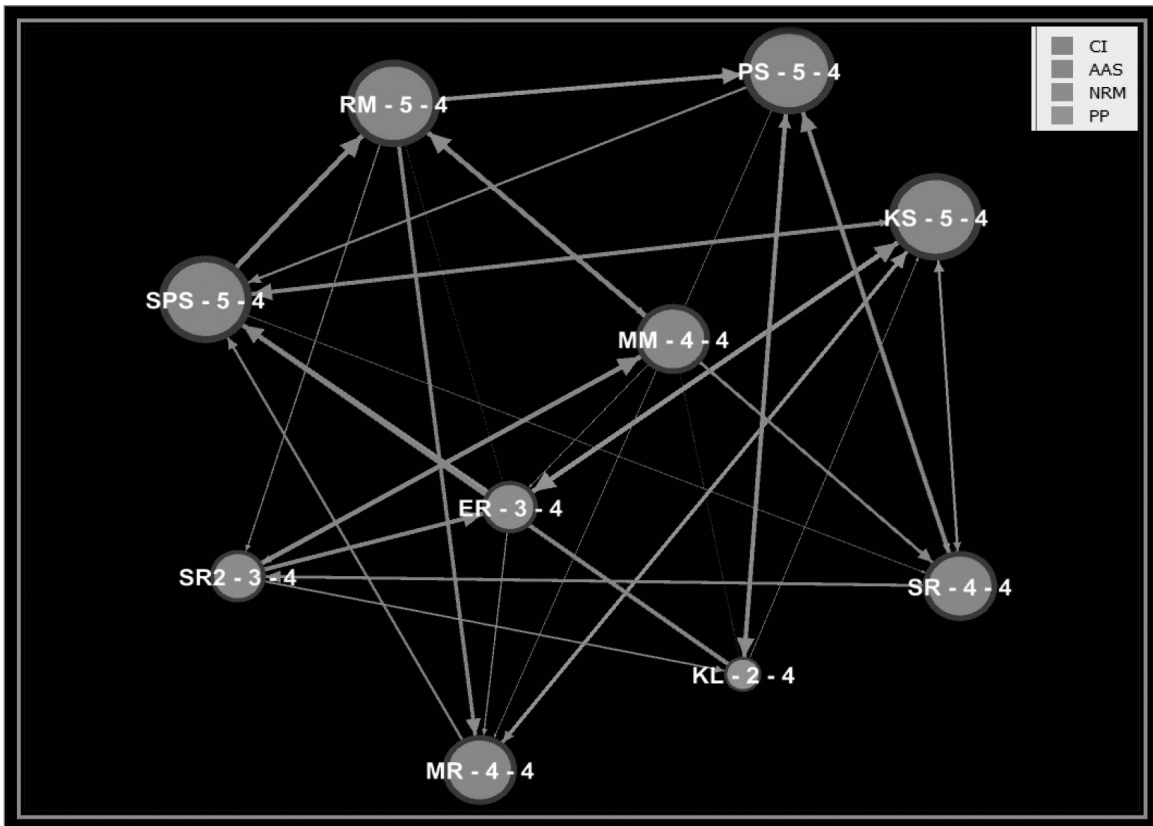 CI
AAS
NRM
PP
PS - 5 - 4
RM - 5 - 4
KS - 5 - 4
SPS - 5 - 4
MM - 4 - 4
ER - 3 - 4
SR2 - 3 - 4
SR - 4 - 4
KL - 2 - 4
MR - 4 - 4